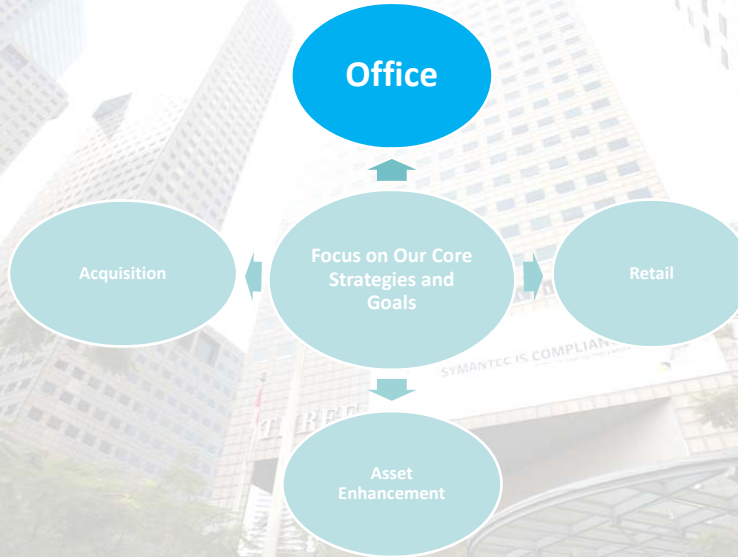 Office
Acquisition
Focus on Our Core
Strategies and
Goals
Retail
SYMANTEC IS COMPLIAN
Asset
Enhancement